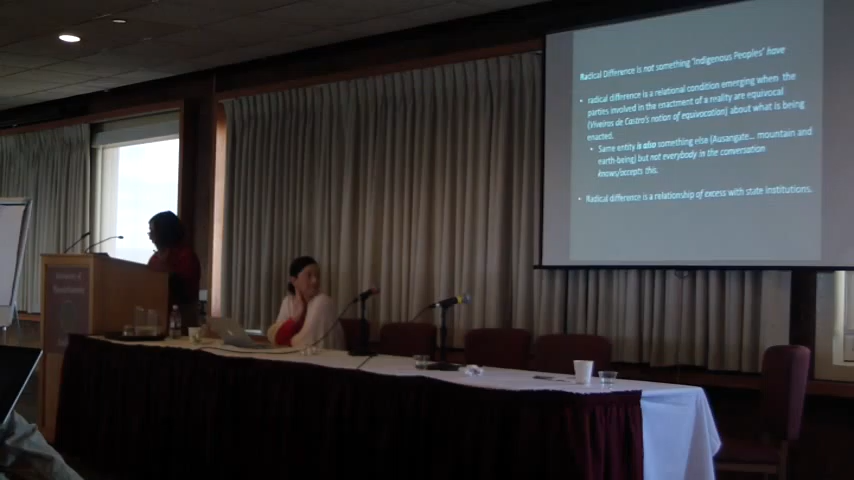 Radical Difference is not something 'Indigenous Peoples' have
• radical difference is a relational condition emerging when the
parties involved in the enactment of a reality are equivocal
(Viveiros de Castro's notion of equivocation) about what is being
enacted.
• Same entity is also something else (Ausangate... mountain and
earth-being) but not everybody in the conversation
knows/accepts this.
• Radical difference is a relationship of excess with state institutions.
University of